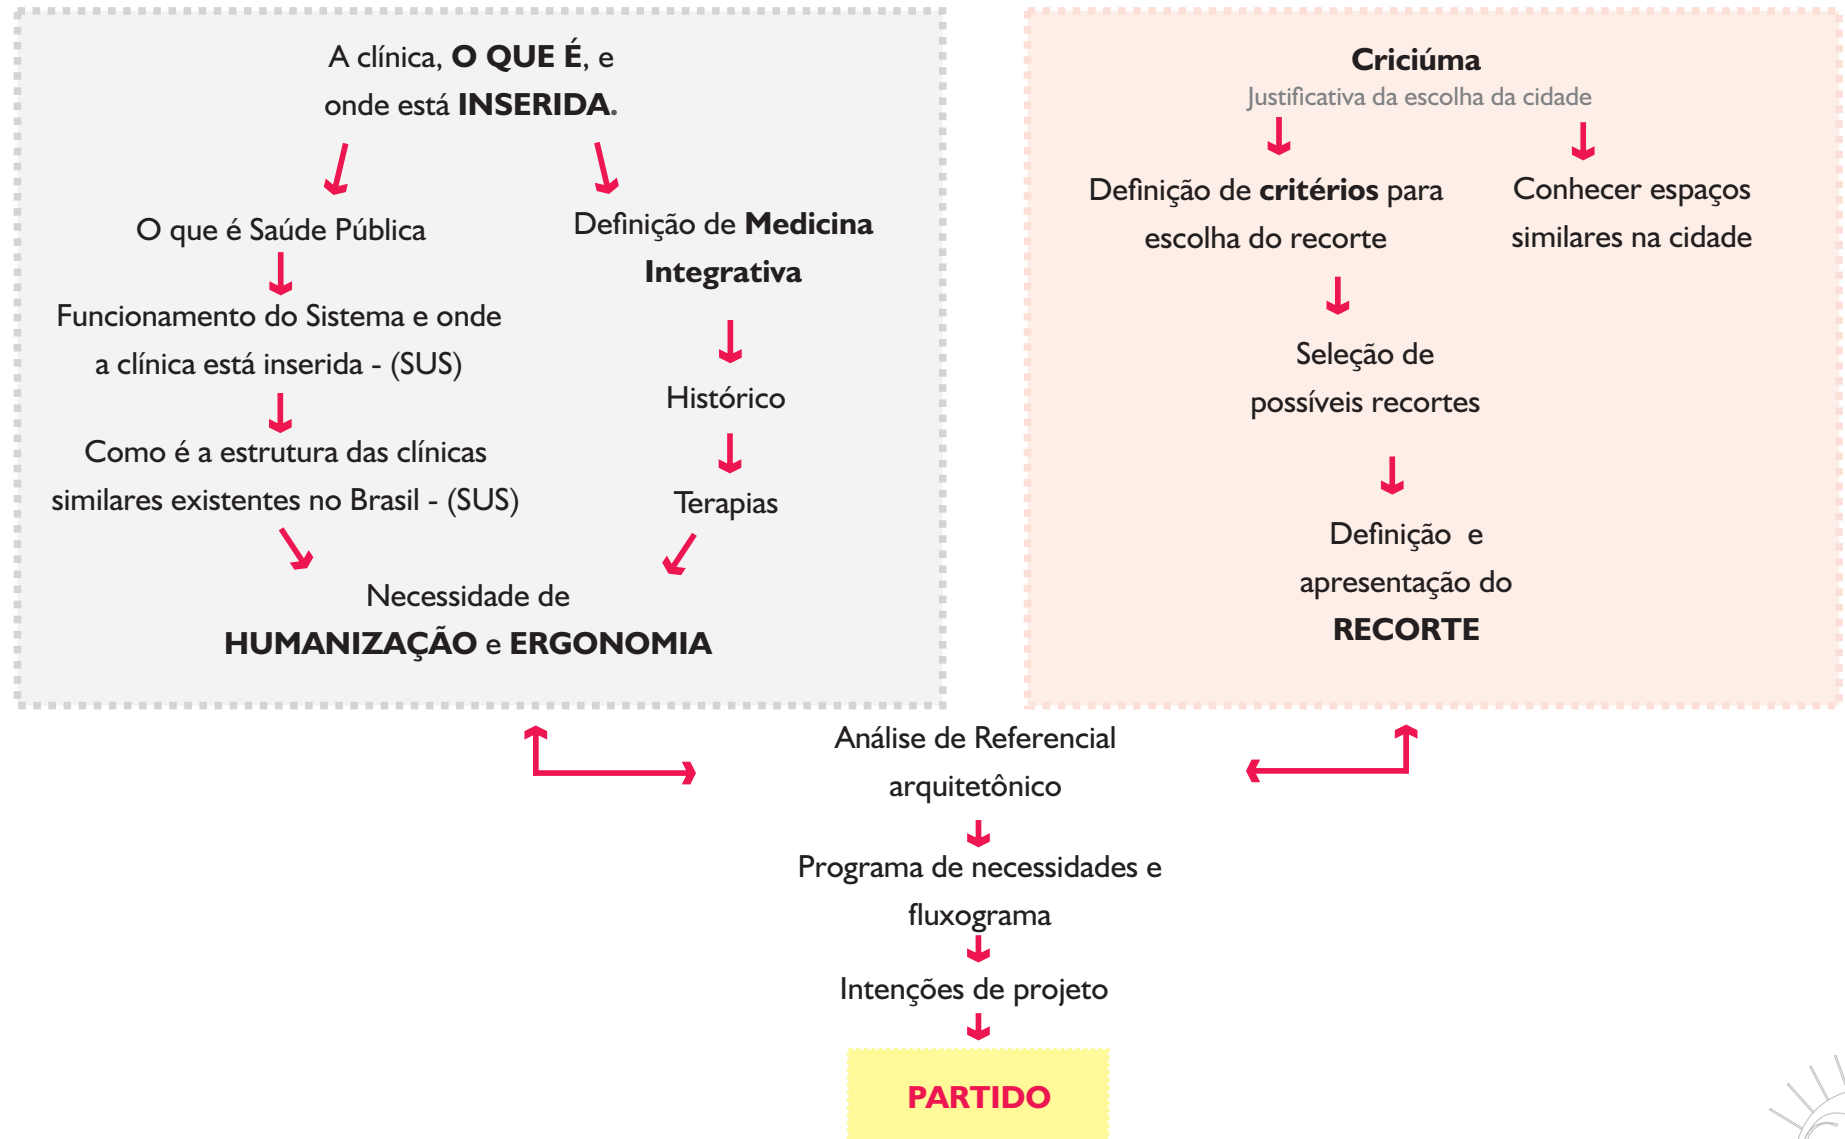 A clínica, O QUE É, e
onde está INSERIDA.
O que é Saúde Pública
Funcionamento do Sistema e onde
a clínica está inserida - (SUS)
Como é a estrutura das clínicas
similares existentes no Brasil - (SUS)
Definição de Medicina
Integrativa
Histórico
Terapias
Necessidade de
HUMANIZAÇÃO e ERGONOMIA
Criciúma
Justificativa da escolha da cidade
Definição de critérios para
escolha do recorte
Conhecer espaços
similares na cidade
Seleção de
possíveis recortes
Definição e
apresentação do
RECORTE
Análise de Referencial
arquitetônico
Programa de necessidades e
fluxograma
Intenções de projeto
PARTIDO